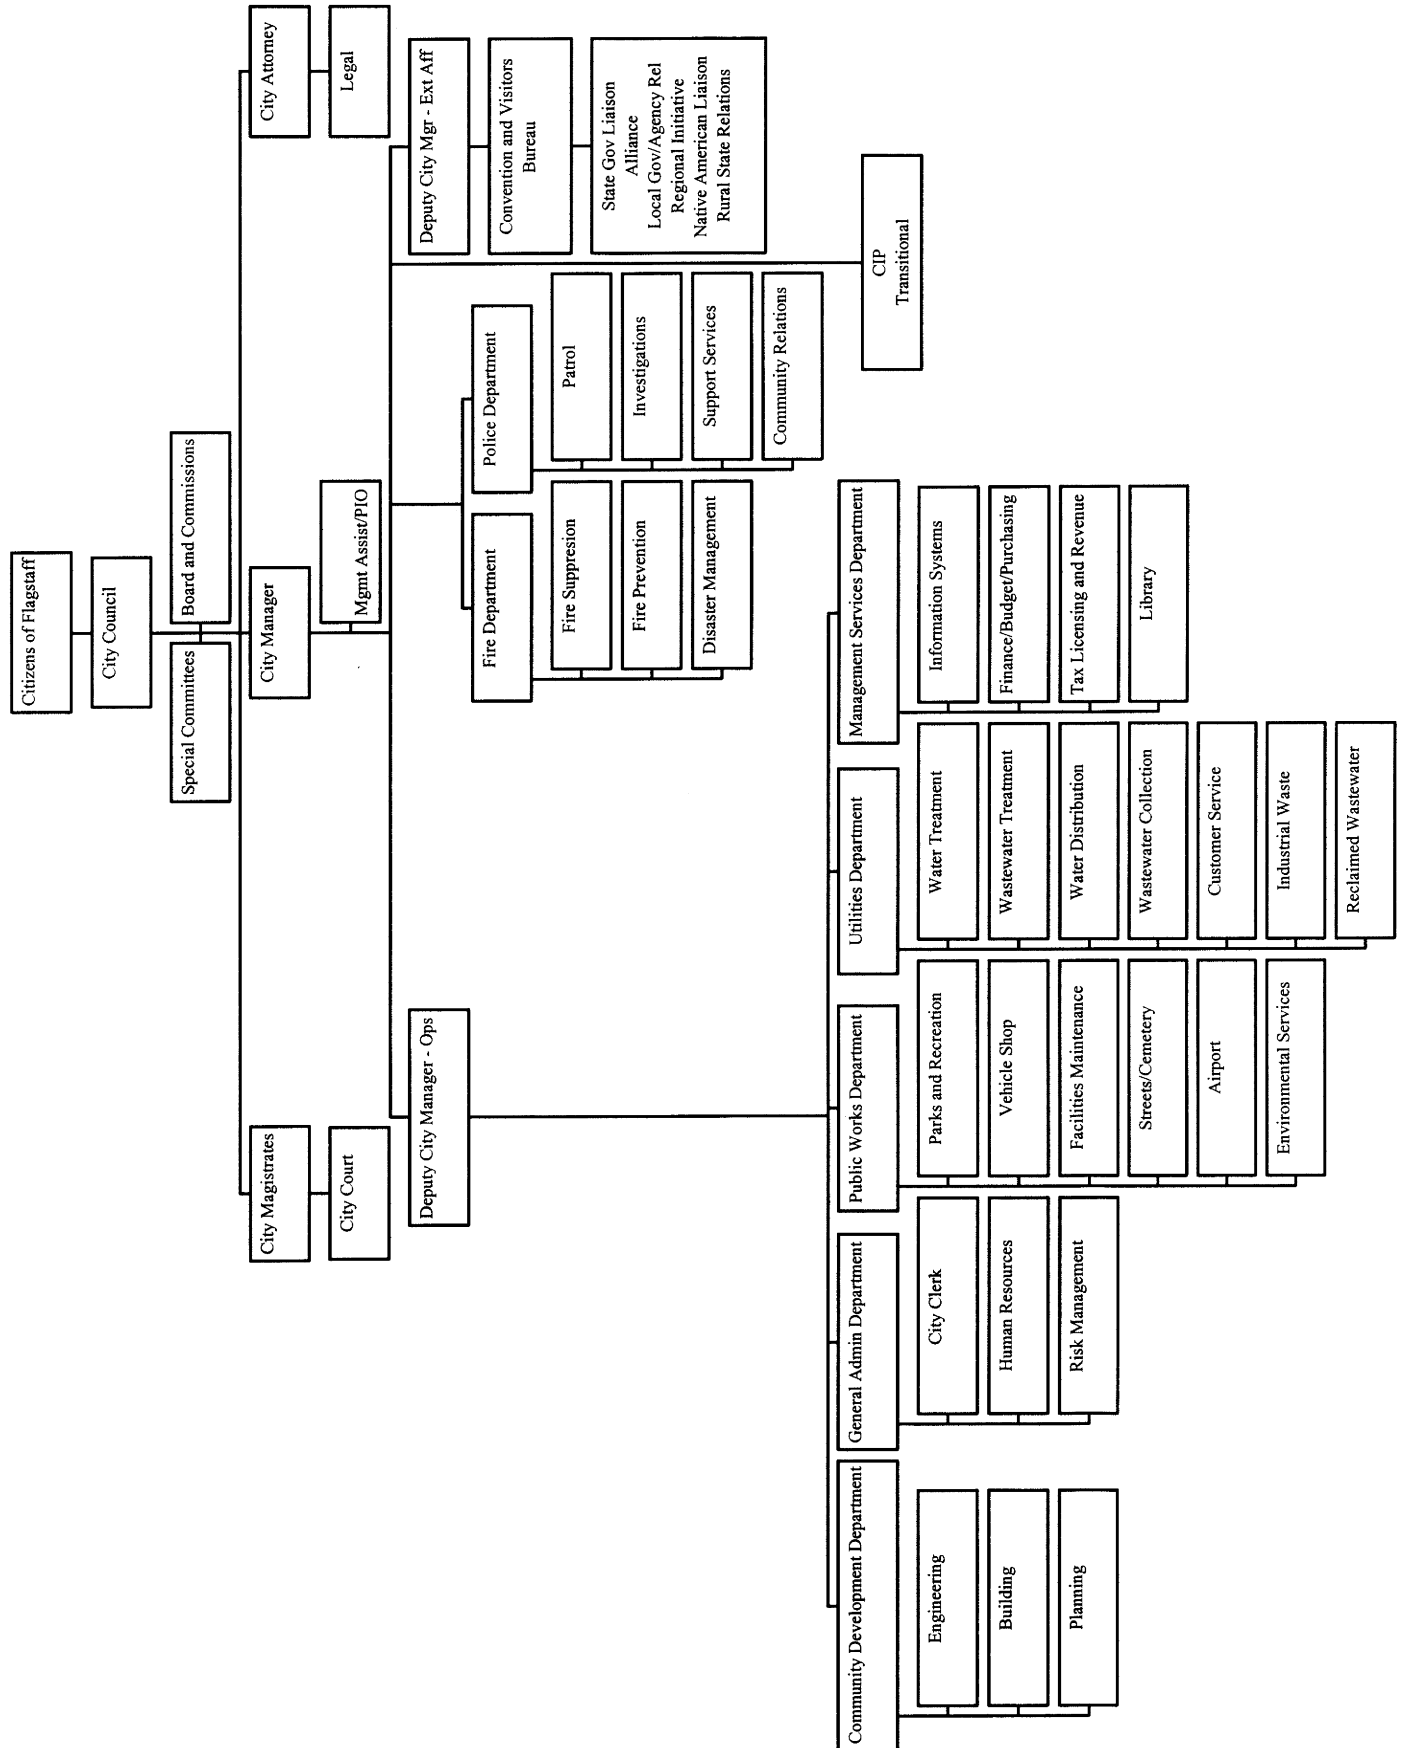 Citizens of Flagstaff
City Council
Special Committees
Board and Commissions
City Magistrates
City Manager
City Attorney
City Court
Mgmt Assist/PIO
Legal
Deputy City Manager - Ops
Deputy City Mgr - Ext Aff
Fire Department
Police Department
Convention and Visitors
Bureau
Fire Suppresion
Patrol
State Gov Liaison
Alliance
Local Gov/Agency Rel
Regional Initiative
Native American Liaison
Rural State Relations
Fire Prevention
Investigations
Disaster Management
Support Services
Community Relations
CIP
Transitional
Community Development Department
General Admin Department
Public Works Department
Utilities Department
Management Services Department
Engineering
City Clerk
Parks and Recreation
Water Treatment
Information Systems
Building
Human Resources
Vehicle Shop
Wastewater Treatment
Finance/Budget/Purchasing
Planning
Risk Management
Facilities Maintenance
Water Distribution
Tax Licensing and Revenue
Streets/Cemetery
Wastewater Collection
Library
Airport
Customer Service
Environmental Services
Industrial Waste
Reclaimed Wastewater